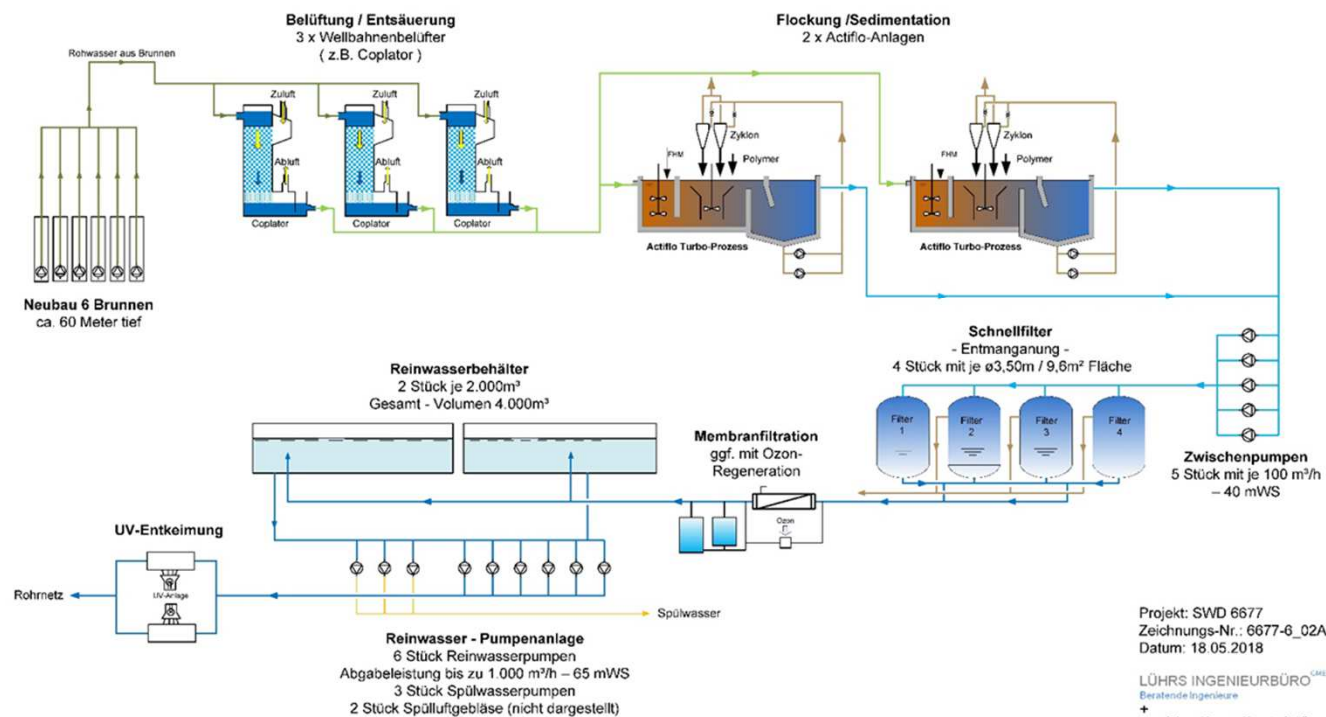 Belüftung / Entsäuerung
3 x Wellbahnenbelüfter
( z.B. Coplator )
Flockung /Sedimentation
2 x Actiflo-Anlagen
Rohwasser aus Brunnen
Zuluft
Zuluft
Zuluft
Abluft
Abluft
Abluft
Coplator
Coplator
Coplator
Zyklon
FHM
Polymer
Actiflo Turbo-Prozess
Zyklon
FHM
Polymer
Actiflo Turbo-Prozess
Neubau 6 Brunnen
ca. 60 Meter tief
Schnellfilter
- Entmanganung -
4 Stück mit je ø3,50m / 9,6m² Fläche
Filter
1
Filter
2
Filter
3
Filter
4
Zwischenpumpen
5 Stück mit je 100 m³/h
– 40 mWS
Reinwasserbehälter
2 Stück je 2.000m³
Gesamt - Volumen 4.000m³
Membranfiltration
ggf. mit Ozon-
Regeneration
Ozon
UV-Entkeimung
UV-Anlage
Rohrnetz
Spülwasser
Reinwasser - Pumpenanlage
6 Stück Reinwasserpumpen
Abgabeleistung bis zu 1.000 m³/h – 65 mWS
3 Stück Spülwasserpumpen
2 Stück Spülluftgebläse (nicht dargestellt)
Projekt: SWD 6677
Zeichnungs-Nr.: 6677-6_02A
Datum: 18.05.2018
LÜHRS INGENIEURBÜRO
Beratende Ingenieure
+